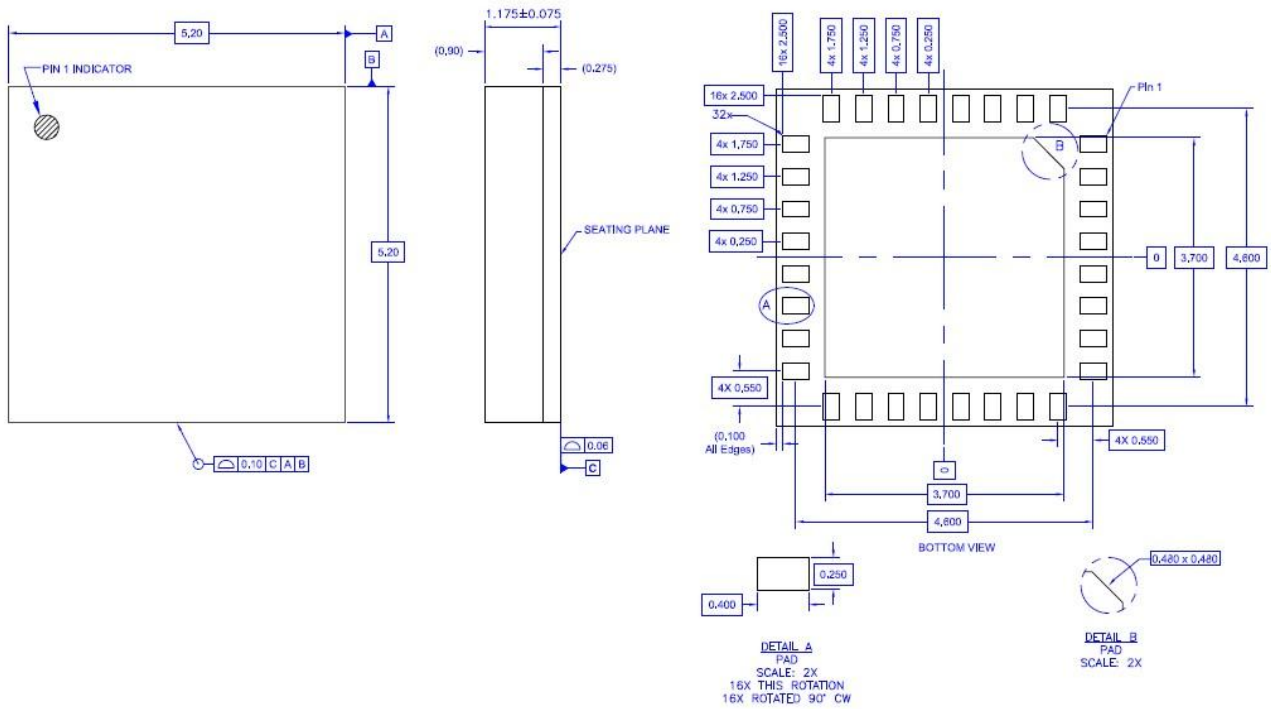 5.20
A
B
PIN 1 INDICATOR
5.20
0.10 C A B
1.175±0.075
(0.90)
(0.275)
SEATING PLANE
0.06
C
16x 2.500
4x 1.750
4x 1.250
4x 0.750
4x 0.250
16x 2.500
32x
4x 1.750
4x 1.250
4x 0.750
4x 0.250
Pin 1
B
A
0
3.700
4.600
4X 0.550
(0.100
All Edges)
4X 0.550
0
3.700
4.600
BOTTOM VIEW
0.250
0.400
DETAIL A
PAD
SCALE: 2X
16X THIS ROTATION
16X ROTATED 90° CW
0.480 x 0.480
DETAIL B
PAD
SCALE: 2X